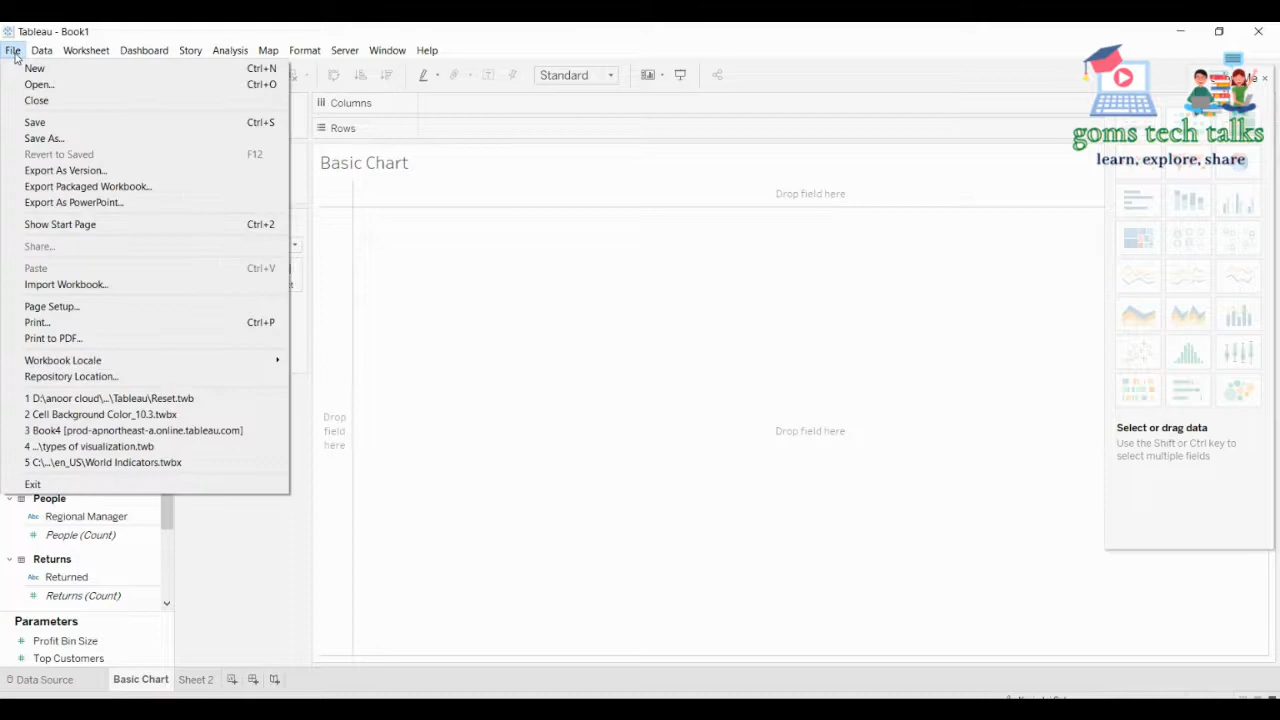 Tableau - Book1
File Data Worksheet Dashboard Story Analysis Map Format Server Window Help
New Ctrl+N
Open... Ctrl+O
Close
Save Ctrl+S
Save As...
Revert to Saved F12
Export As Version...
Export Packaged Workbook...
Export As PowerPoint...
Show Start Page Ctrl+2
Share...
Paste Ctrl+V
Import Workbook...
Page Setup...
Print... Ctrl+P
Print to PDF...
Workbook Locale
Repository Location...
1 D:\anoor cloud\...\Tableau\Reset.twb
2 Cell Background Color_10.3.twbx
3 Book4 [prod-apnortheast-a.online.tableau.com]
4 ...\types of visualization.twb
5 C:\...\en_US\World Indicators.twbx
Exit
People
Abc Regional Manager
# People (Count)
Returns
Abc Returned
# Returns (Count)
Parameters
# Profit Bin Size
# Top Customers
Standard
Columns
Rows
Basic Chart
Drop field here
Drop
field
here
Drop field here
goms tech talks
learn, explore, share
Select or drag data
Use the Shift or Ctrl key to
select multiple fields
Data Source Basic Chart Sheet 2